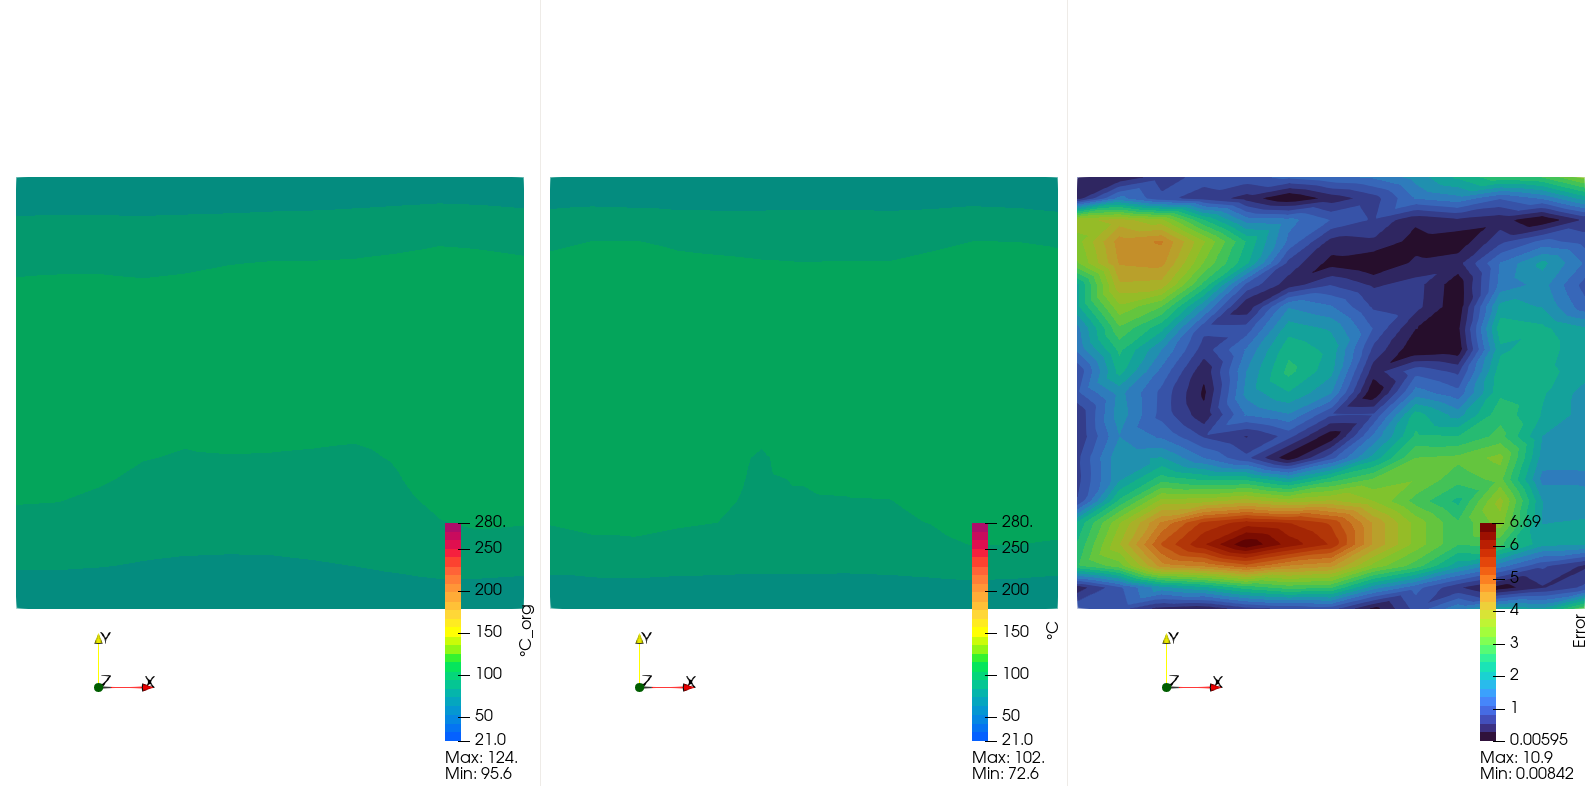 280.
250
200
150
100
50
21.0
°C_org
Max: 124.
Min: 95.6
Y
Z
X
280.
250
200
150
100
50
21.0
°C
Max: 102.
Min: 72.6
Y
Z
X
6.69
6
5
4
3
2
1
0.00595
Error
Max: 10.9
Min: 0.00842
Y
Z
X